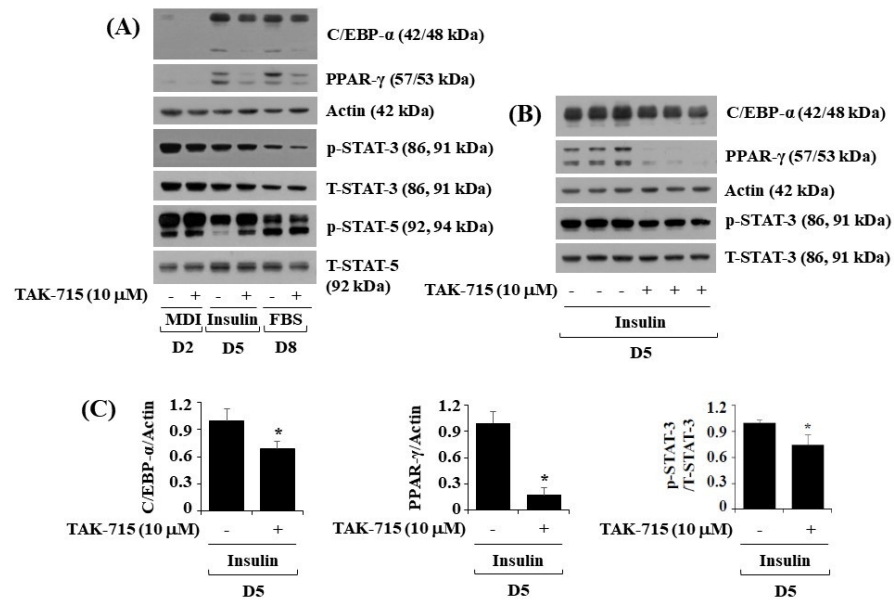 (A)
C/EBP-α (42/48 kDa)
PPAR-γ (57/53 kDa)
Actin (42 kDa)
p-STAT-3 (86, 91 kDa)
T-STAT-3 (86, 91 kDa)
p-STAT-5 (92, 94 kDa)
T-STAT-5
(92 kDa)
TAK-715 (10 μM) - + - + - +
MDI Insulin FBS
D2 D5 D8
(B)
C/EBP-α (42/48 kDa)
PPAR-γ (57/53 kDa)
Actin (42 kDa)
p-STAT-3 (86, 91 kDa)
T-STAT-3 (86, 91 kDa)
TAK-715 (10 μM) - - - + + +
Insulin
D5
(C)
C/EBP-α/Actin
1.2
0.9
0.6
0.3
0
*
TAK-715 (10 μM) - +
Insulin
D5
PPAR-γ/Actin
1.2
0.9
0.6
0.3
0
*
TAK-715 (10 μM) - +
Insulin
D5
p-STAT-3
/T-STAT-3
1.2
0.9
0.6
0.3
0
*
TAK-715 (10 μM) - +
Insulin
D5